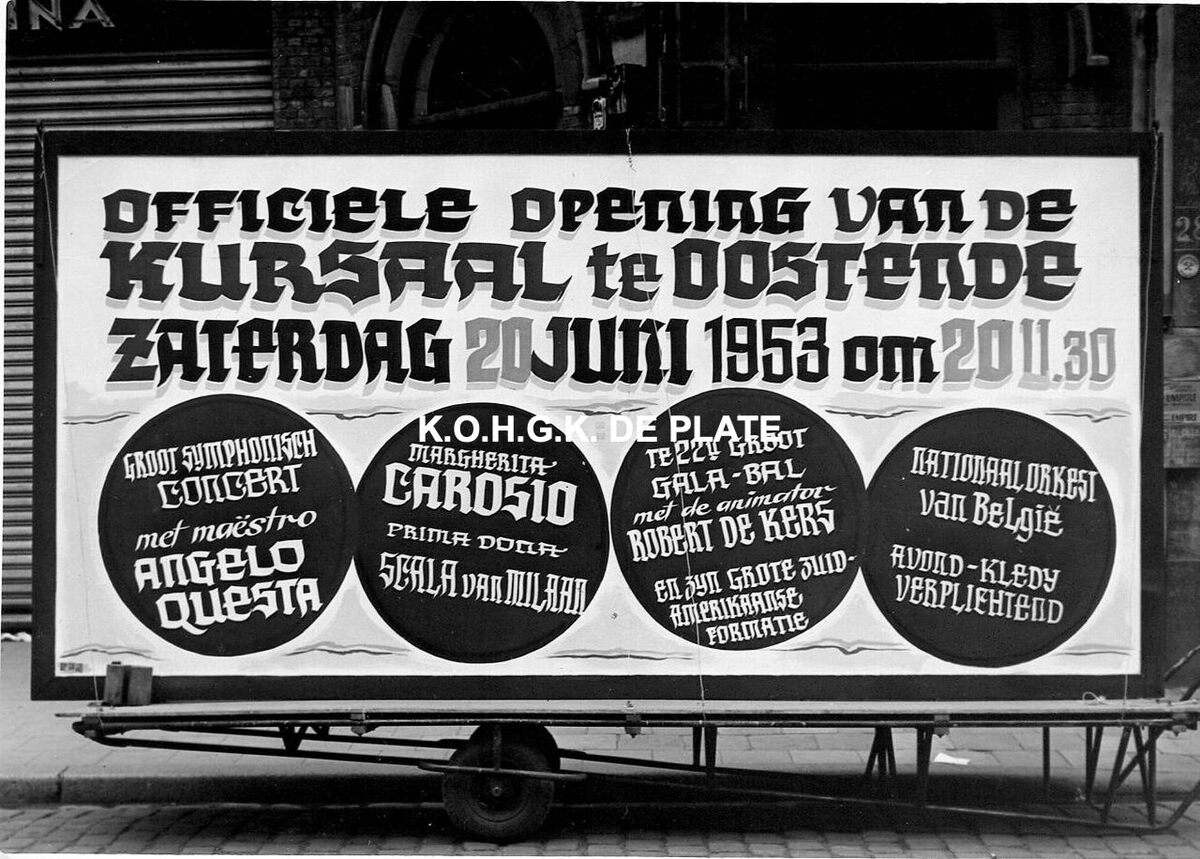 NA
OFFICIELE OPENING VAN DE
KURSAAL te OOSTENDE
ZATERDAG 20 JUNI 1953 om 20 U.30
GROOT SYMPHONISCH
CONCERT
met maëstro
ANGELO
QUESTA
K.O.H.G.K. DE PLATE
MARGHERITA
CAROSIO
PRIMA DONA
SCALA van MILAAN
TE 22U GROOT
GALA-BAL
met de animator
ROBERT DE KERS
EN ZYN GROTE ZUID-
AMERIKAANSE
FORMATIE
NATIONAAL ORKEST
van België
AVOND-KLEDY
VERPLICHTEND
28